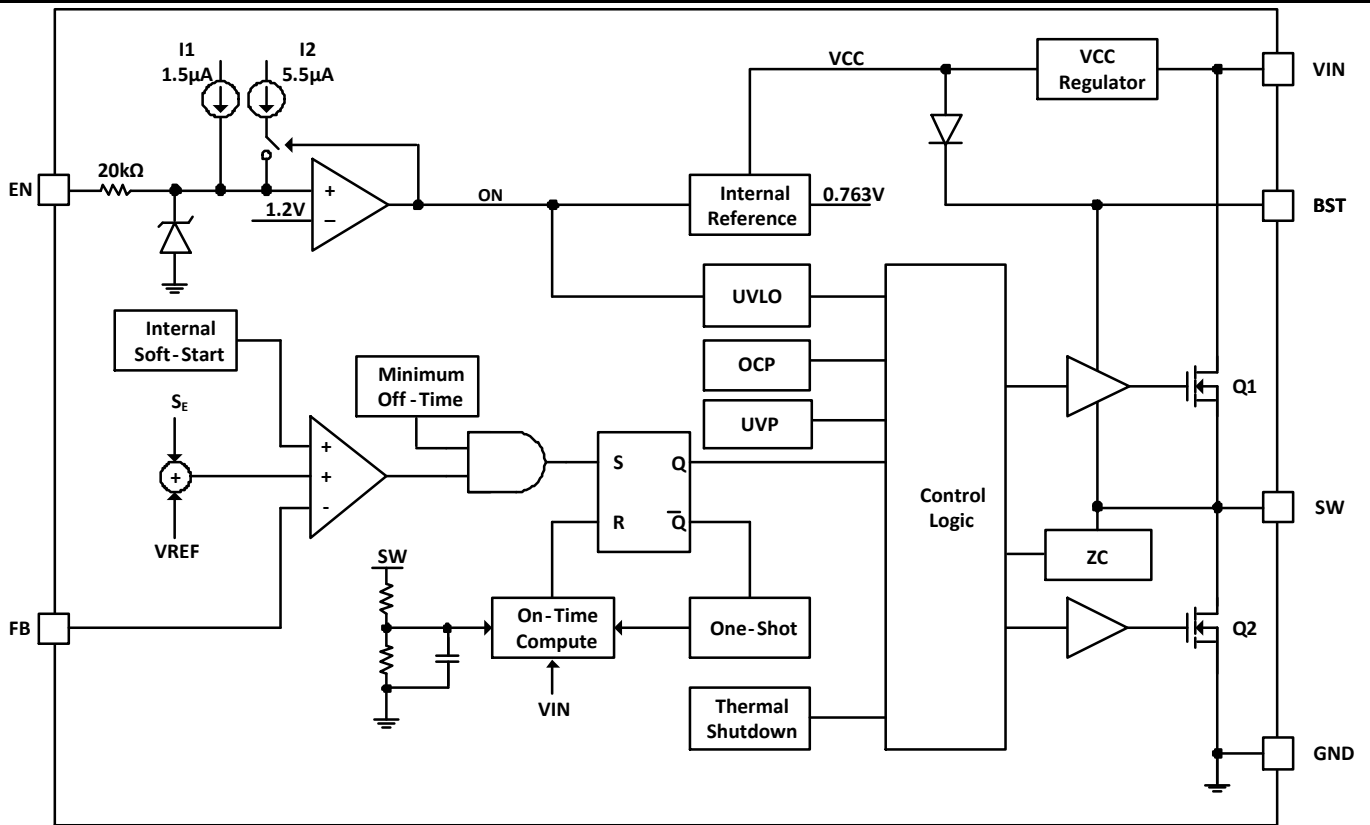 I1
1.5µA
I2
5.5µA
VCC
VCC
Regulator
VIN
20kΩ
EN
+
1.2V
−
ON
Internal
Reference
0.763V
BST
UVLO
Internal
Soft-Start
OCP
Minimum
Off-Time
UVP
SE
+
+
+
-
VREF
S
Q
R
Q̅
Control
Logic
Q1
SW
ZC
SW
FB
On-Time
Compute
One-Shot
Q2
VIN
Thermal
Shutdown
GND